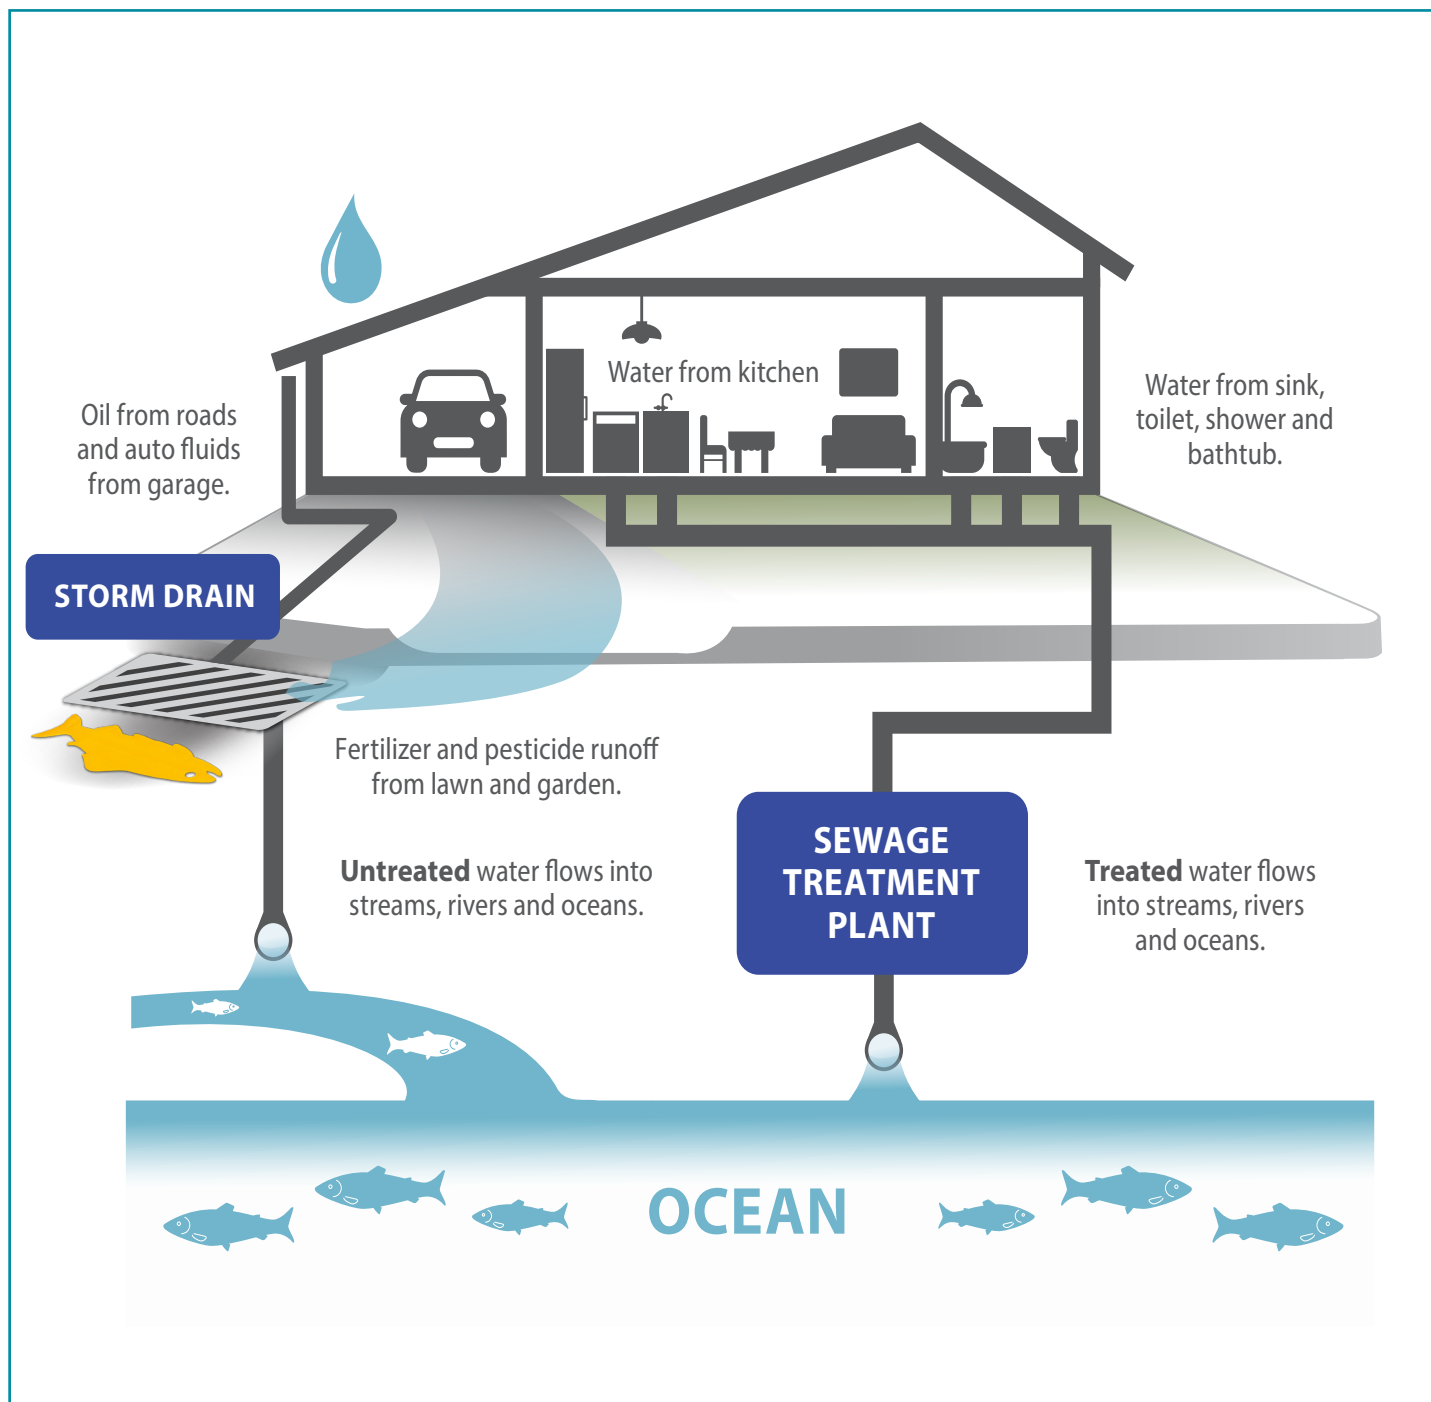 Water from kitchen
Water from sink,
toilet, shower and
bathtub.
Oil from roads
and auto fluids
from garage.
STORM DRAIN
Fertilizer and pesticide runoff
from lawn and garden.
Untreated water flows into
streams, rivers and oceans.
SEWAGE
TREATMENT
PLANT
Treated water flows
into streams, rivers
and oceans.
OCEAN